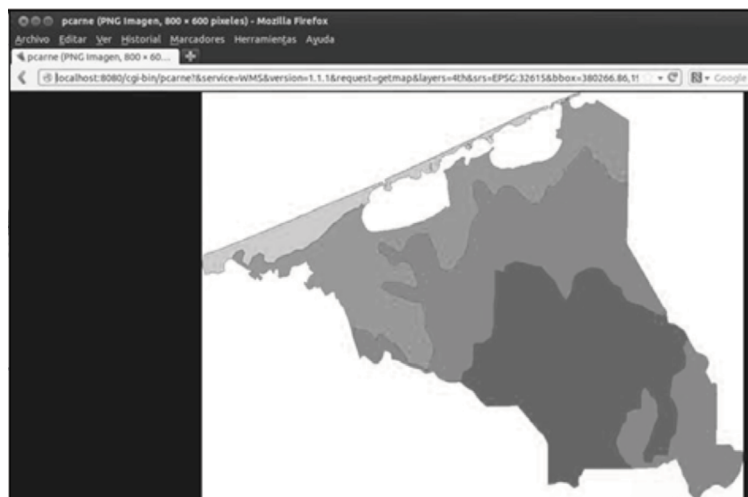 pcarne (PNG Imagen, 800 × 600 pixeles) - Mozilla Firefox
Archivo Editar Ver Historial Marcadores Herramientas Ayuda
pcarne (PNG Imagen, 800 × 60...
localhost:8080/cgi-bin/pcarne?&service=WMS&version=1.1.1&request=getmap&layers=4th&srs=EPSG:32615&bbox=380266.86,1
Google